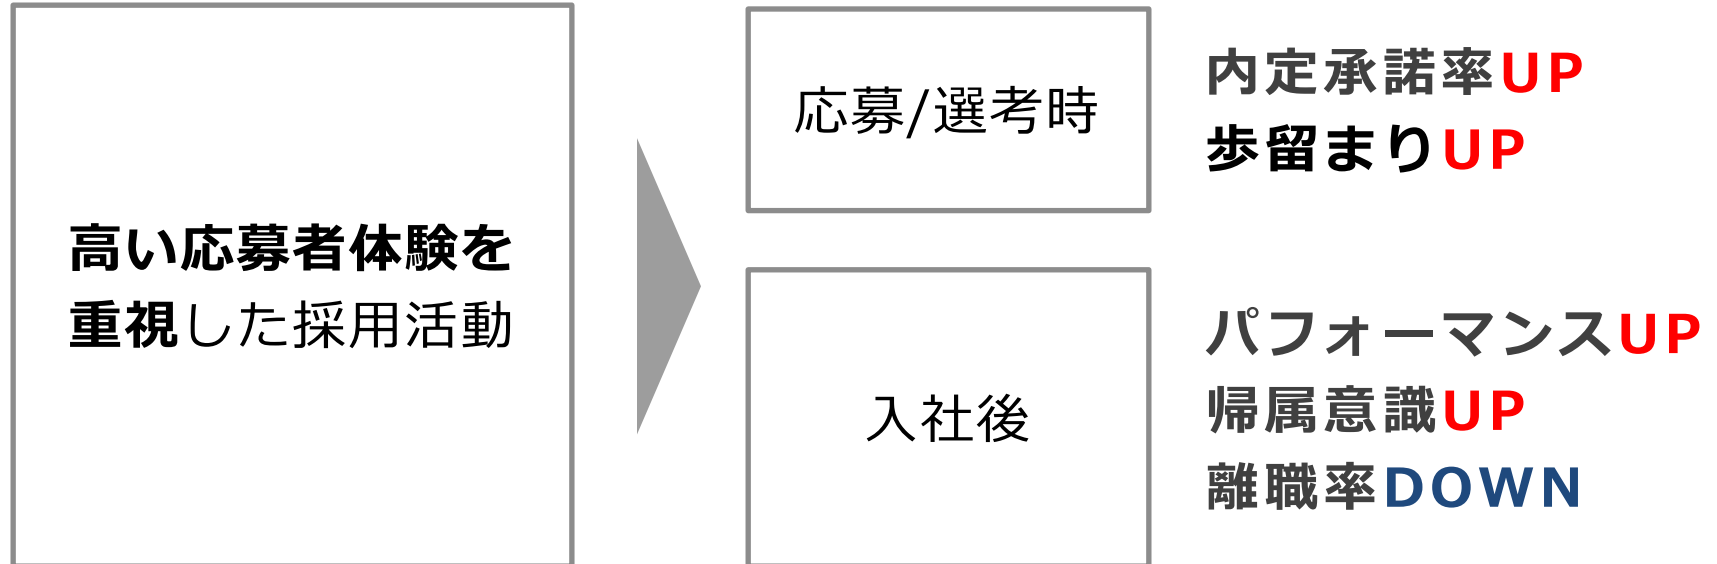 高い応募者体験を
重視した採用活動
応募/選考時
内定承諾率UP
歩留まりUP
入社後
パフォーマンスUP
帰属意識UP
離職率DOWN